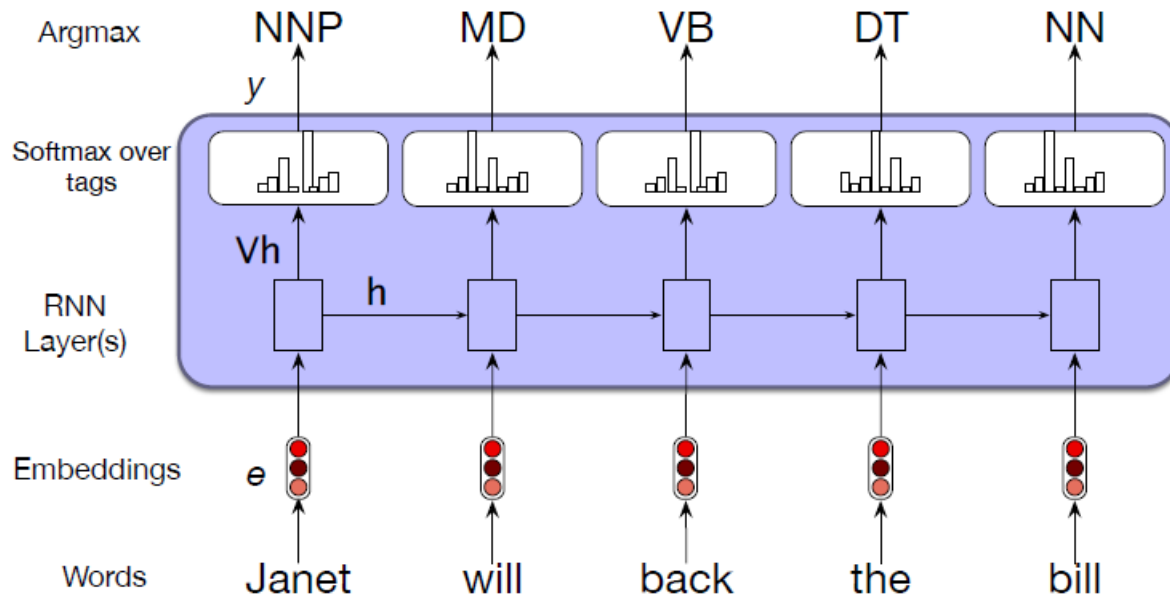 Argmax NNP MD VB DT NN
y
Softmax over
tags
Vh
h
RNN
Layer(s)
Embeddings e
Words Janet will back the bill